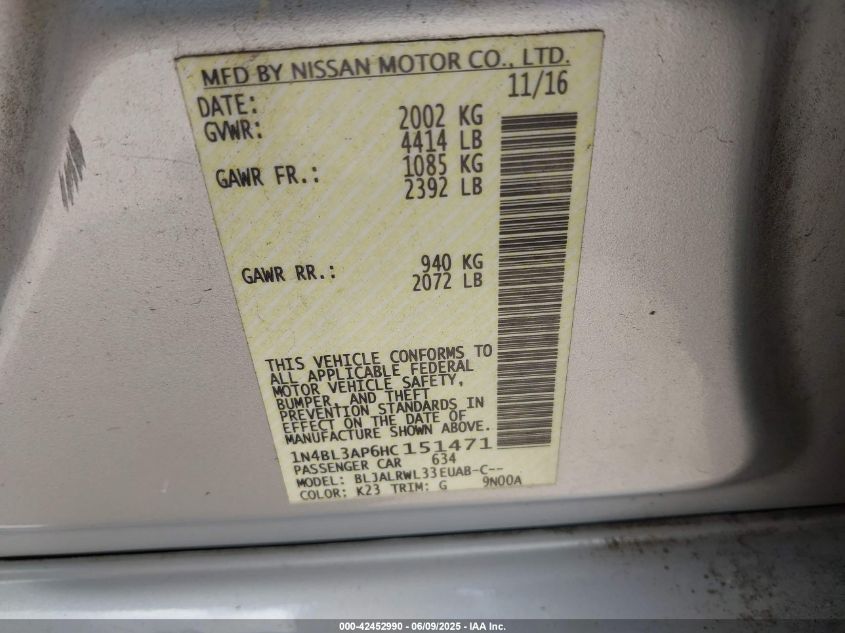 MFD BY NISSAN MOTOR CO., LTD.
DATE: 11/16
GVWR: 2002 KG
4414 LB
GAWR FR.: 1085 KG
2392 LB
GAWR RR.: 940 KG
2072 LB
THIS VEHICLE CONFORMS TO
ALL APPLICABLE FEDERAL
MOTOR VEHICLE SAFETY,
BUMPER, AND THEFT
PREVENTION STANDARDS IN
EFFECT ON THE DATE OF
MANUFACTURE SHOWN ABOVE.
1N4BL3AP6HC151471
PASSENGER CAR 634
MODEL: BLJALRWL33EUAB-C--
COLOR: K23 TRIM: G 9N00A
000-42452990 - 06/09/2025 - IAA Inc.